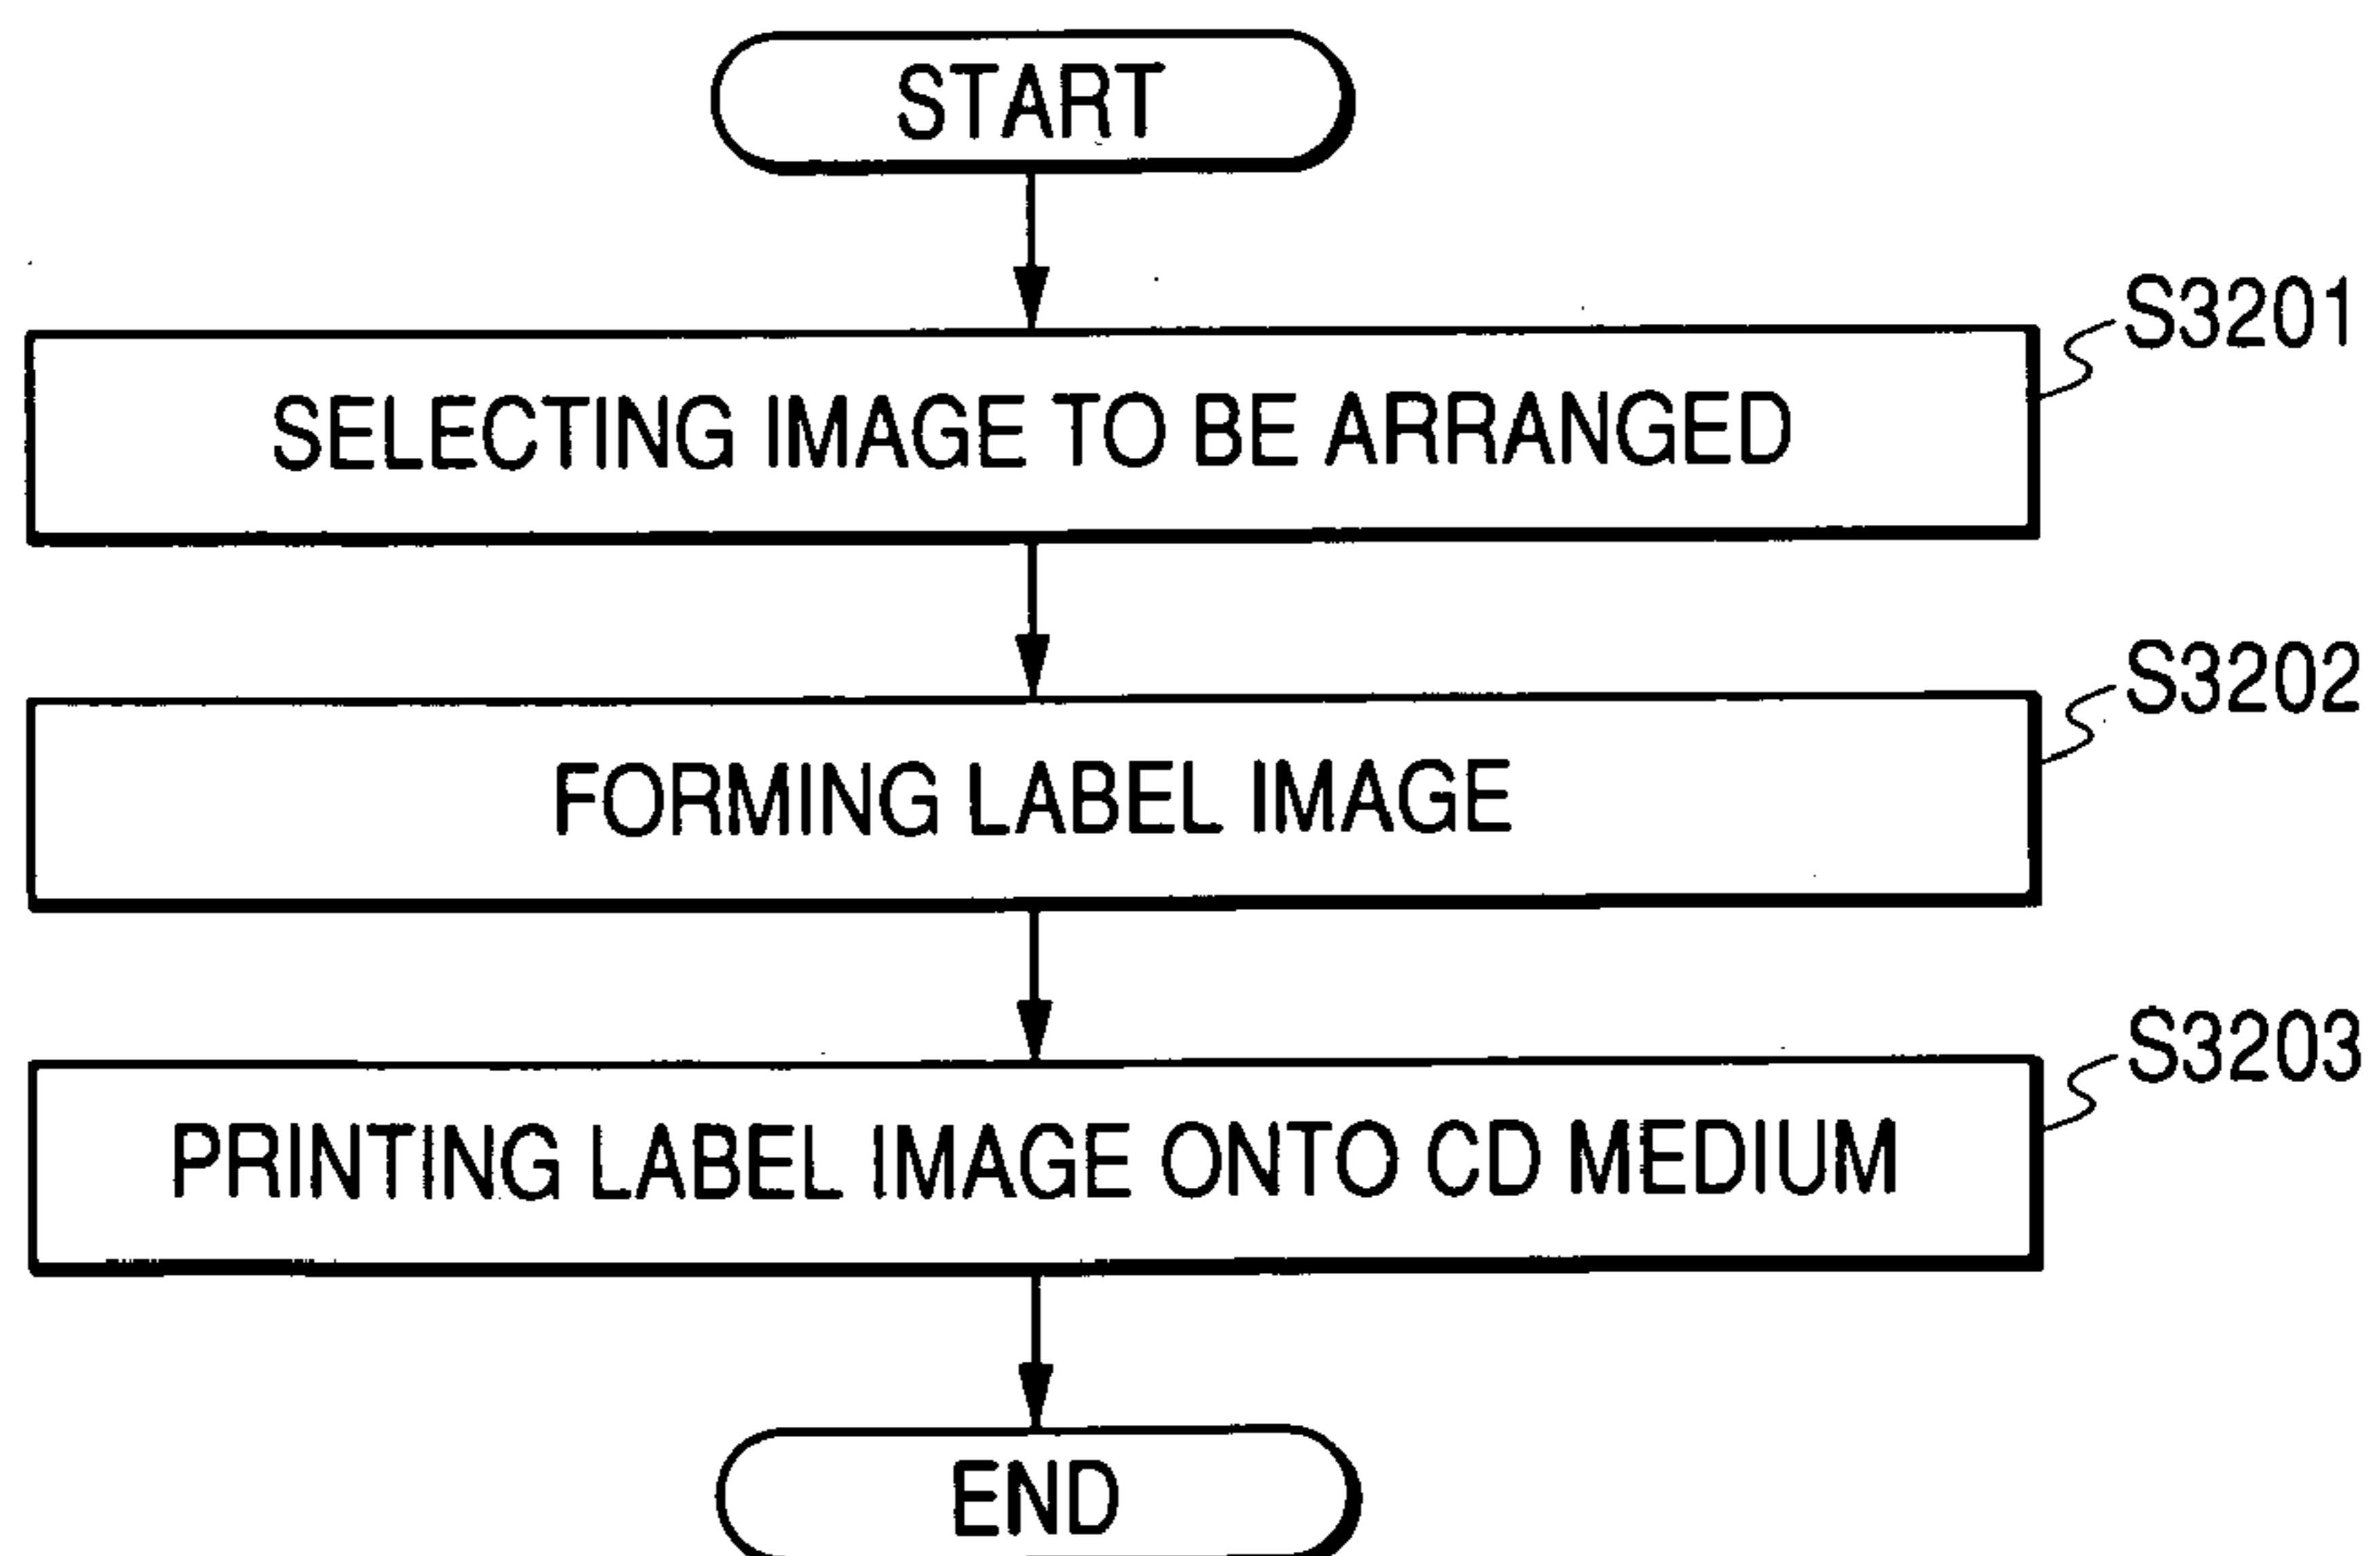 START
S3201
SELECTING IMAGE TO BE ARRANGED
S3202
FORMING LABEL IMAGE
S3203
PRINTING LABEL IMAGE ONTO CD MEDIUM
END